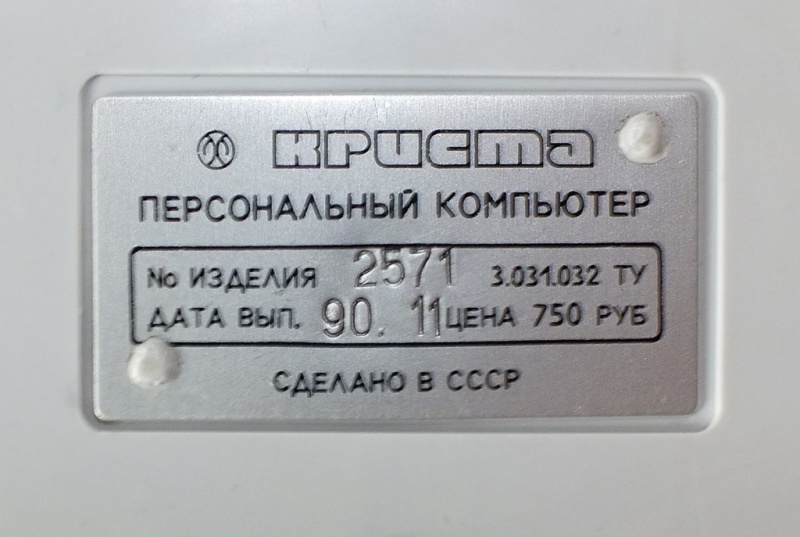 КРИСТА
ПЕРСОНАЛЬНЫЙ КОМПЬЮТЕР
№ ИЗДЕЛИЯ 2571 3.031.032 ТУ
ДАТА ВЫП. 90. 11 ЦЕНА 750 РУБ
СДЕЛАНО В СССР